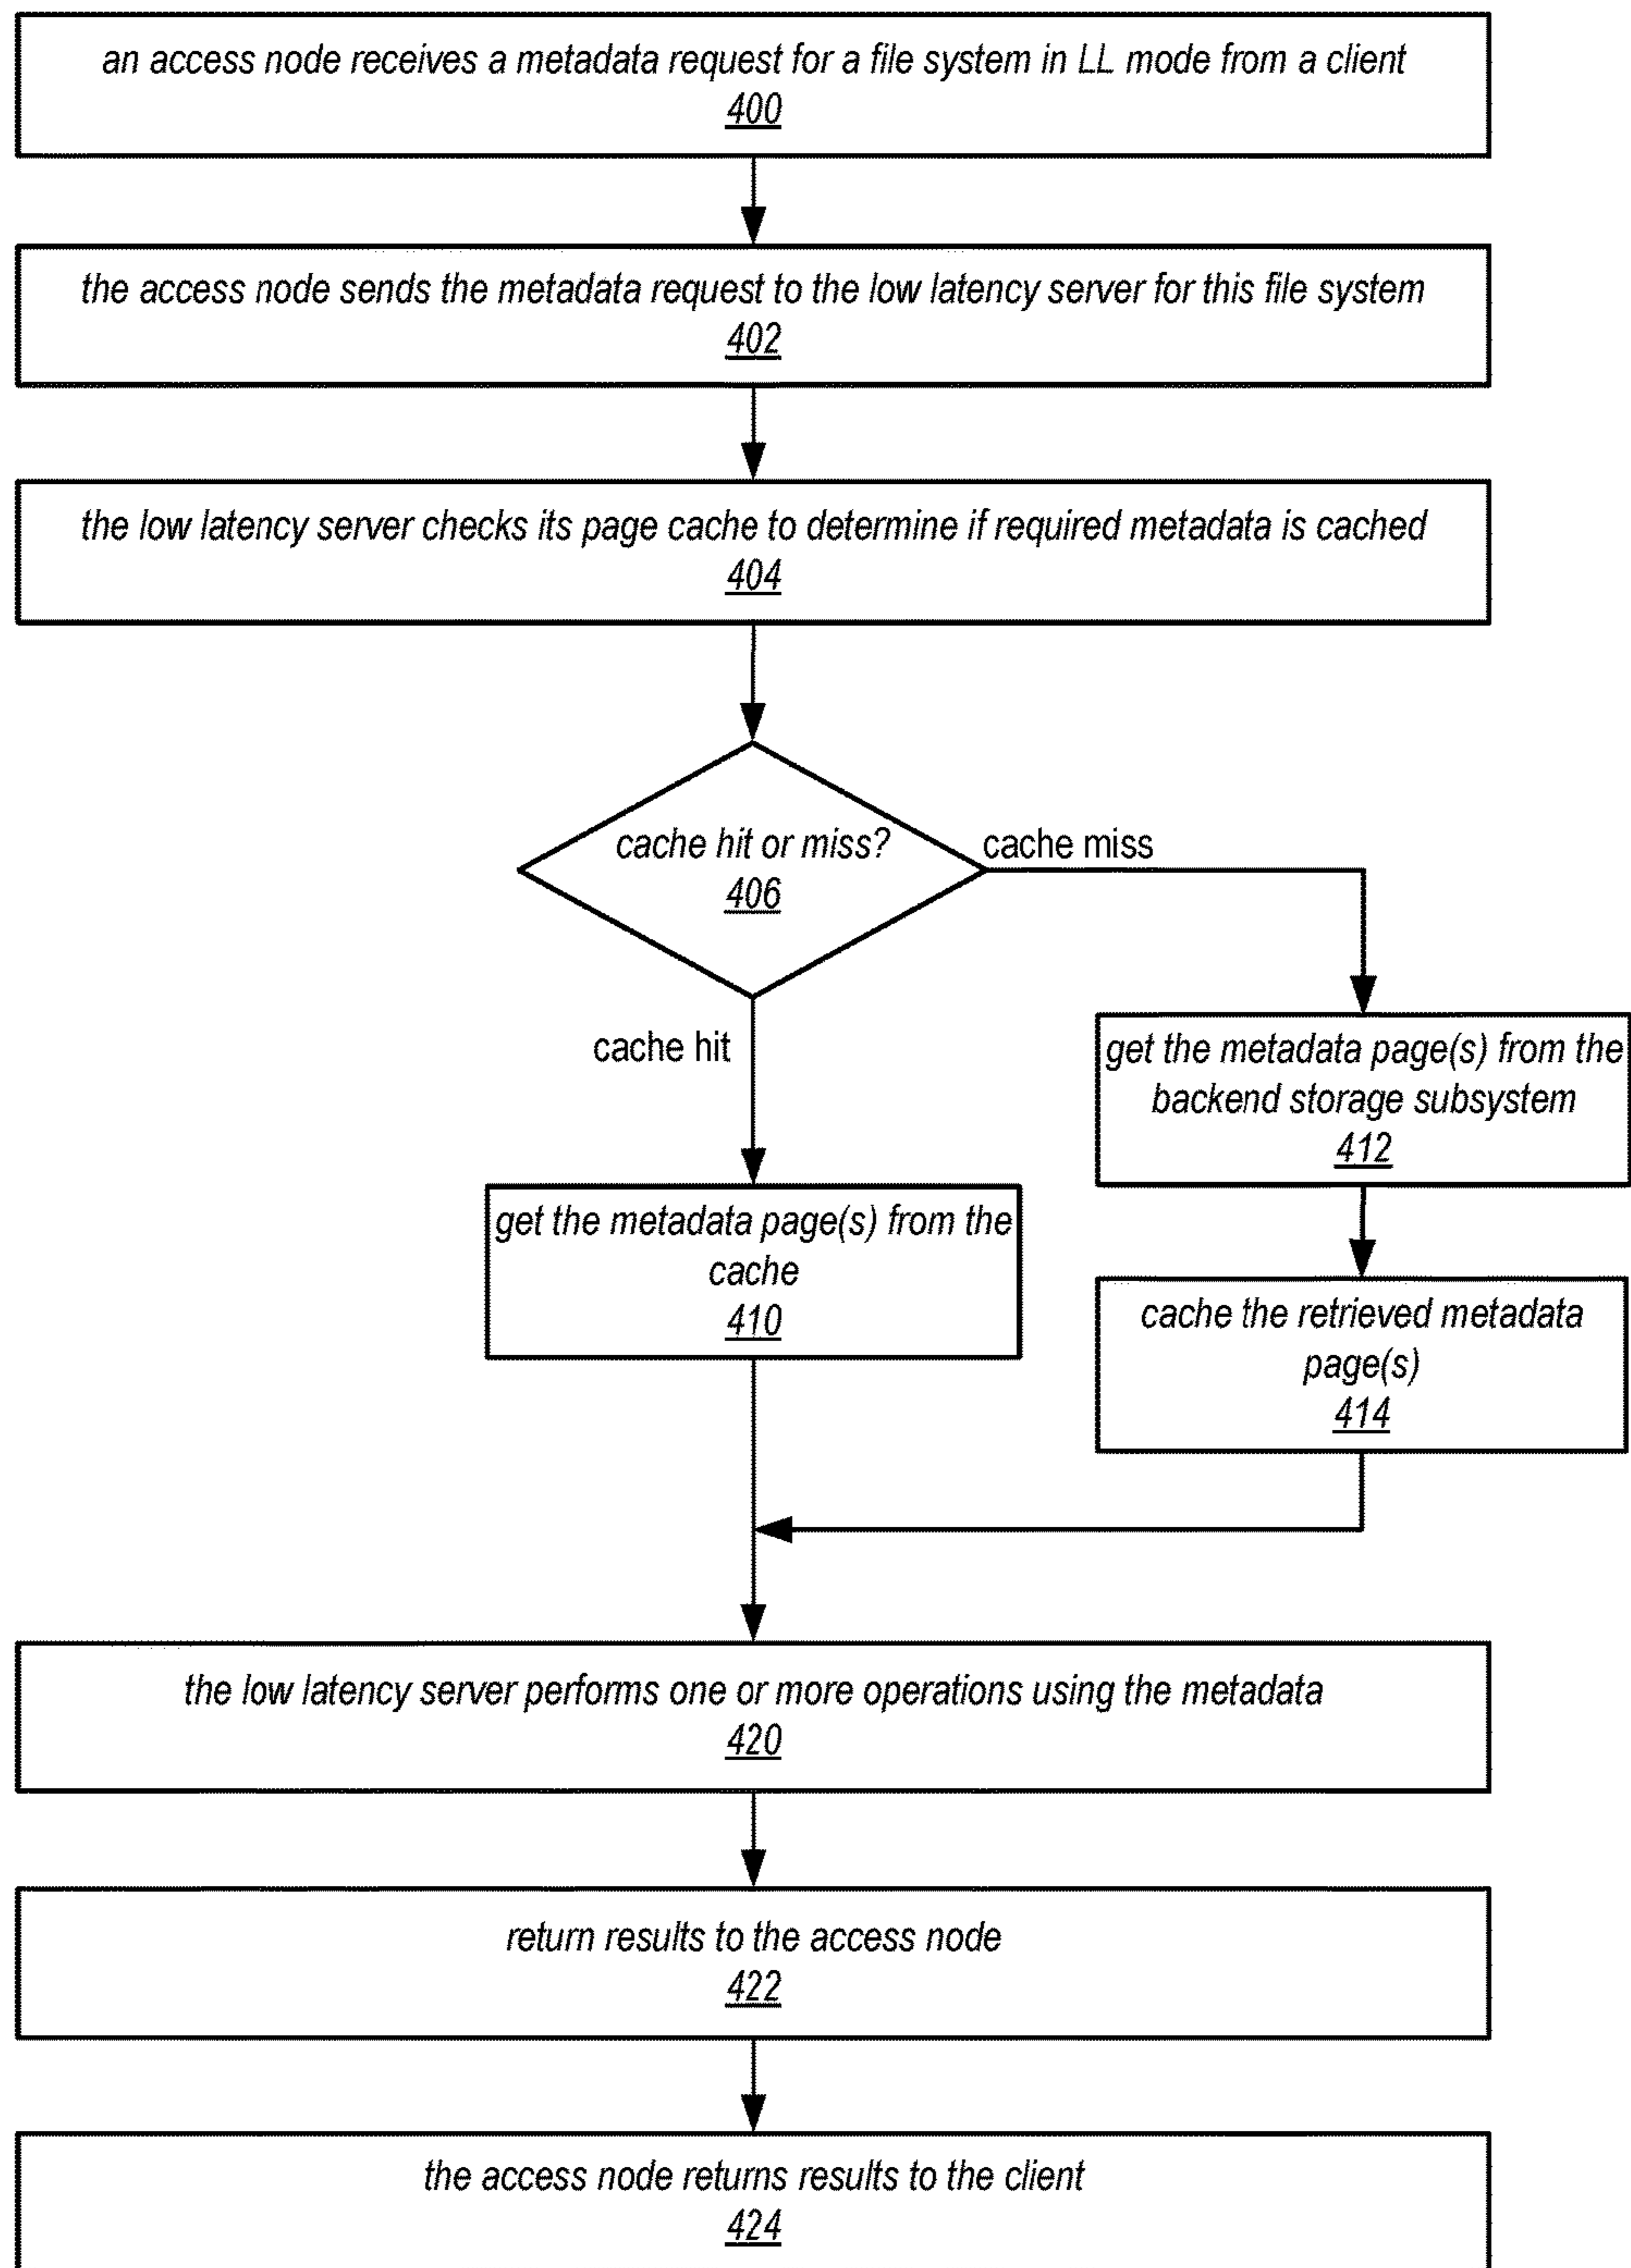 an access node receives a metadata request for a file system in LL mode from a client
400
the access node sends the metadata request to the low latency server for this file system
402
the low latency server checks its page cache to determine if required metadata is cached
404
cache hit or miss?
406
cache miss
cache hit
get the metadata page(s) from the
backend storage subsystem
412
get the metadata page(s) from the
cache
410
cache the retrieved metadata
page(s)
414
the low latency server performs one or more operations using the metadata
420
return results to the access node
422
the access node returns results to the client
424